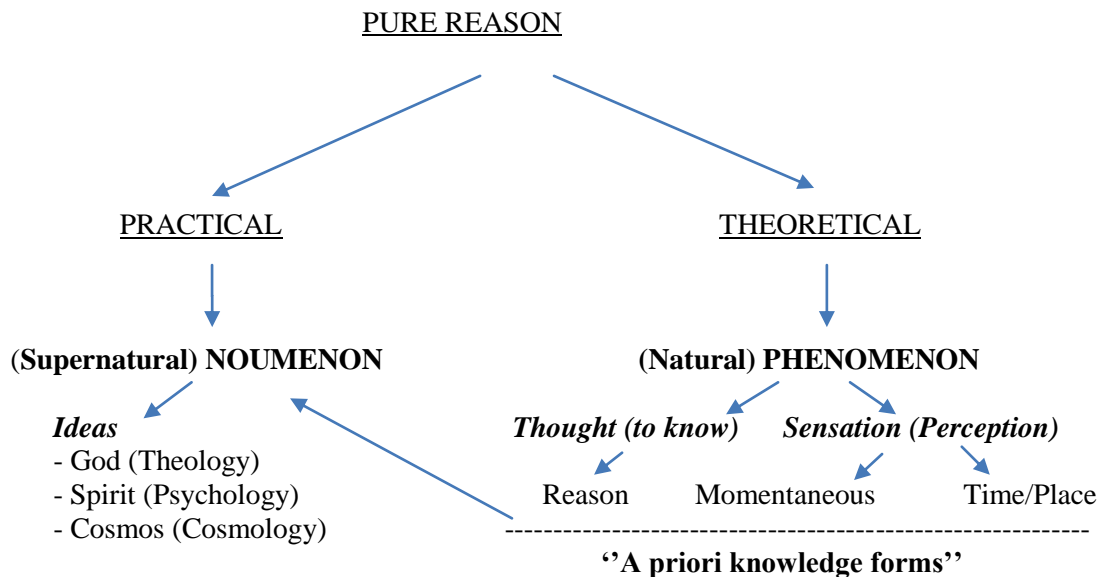 PURE REASON
PRACTICAL THEORETICAL
(Supernatural) NOUMENON (Natural) PHENOMENON
Ideas Thought (to know) Sensation (Perception)
- God (Theology)
- Spirit (Psychology) Reason Momentaneous Time/Place
- Cosmos (Cosmology)
‘’A priori knowledge forms’’